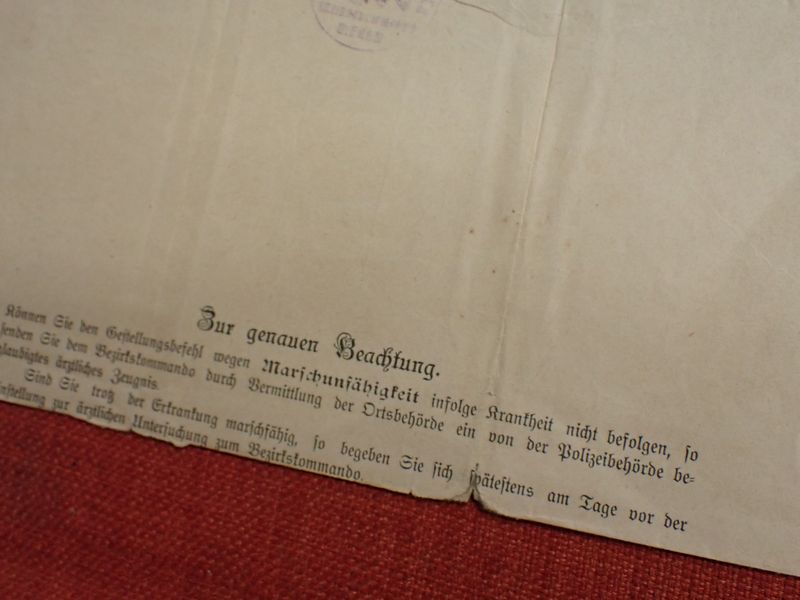 Zur genauen Beachtung.
Können Sie den Gestellungsbefehl wegen Marschunfähigkeit infolge Krankheit nicht befolgen, so
senden Sie dem Bezirkskommando durch Vermittlung der Ortsbehörde ein von der Polizeibehörde be=
glaubigtes ärztliches Zeugnis.
Sind Sie trotz der Erkrankung marschfähig, so begeben Sie sich spätestens am Tage vor der
Einstellung zur ärztlichen Untersuchung zum Bezirkskommando.